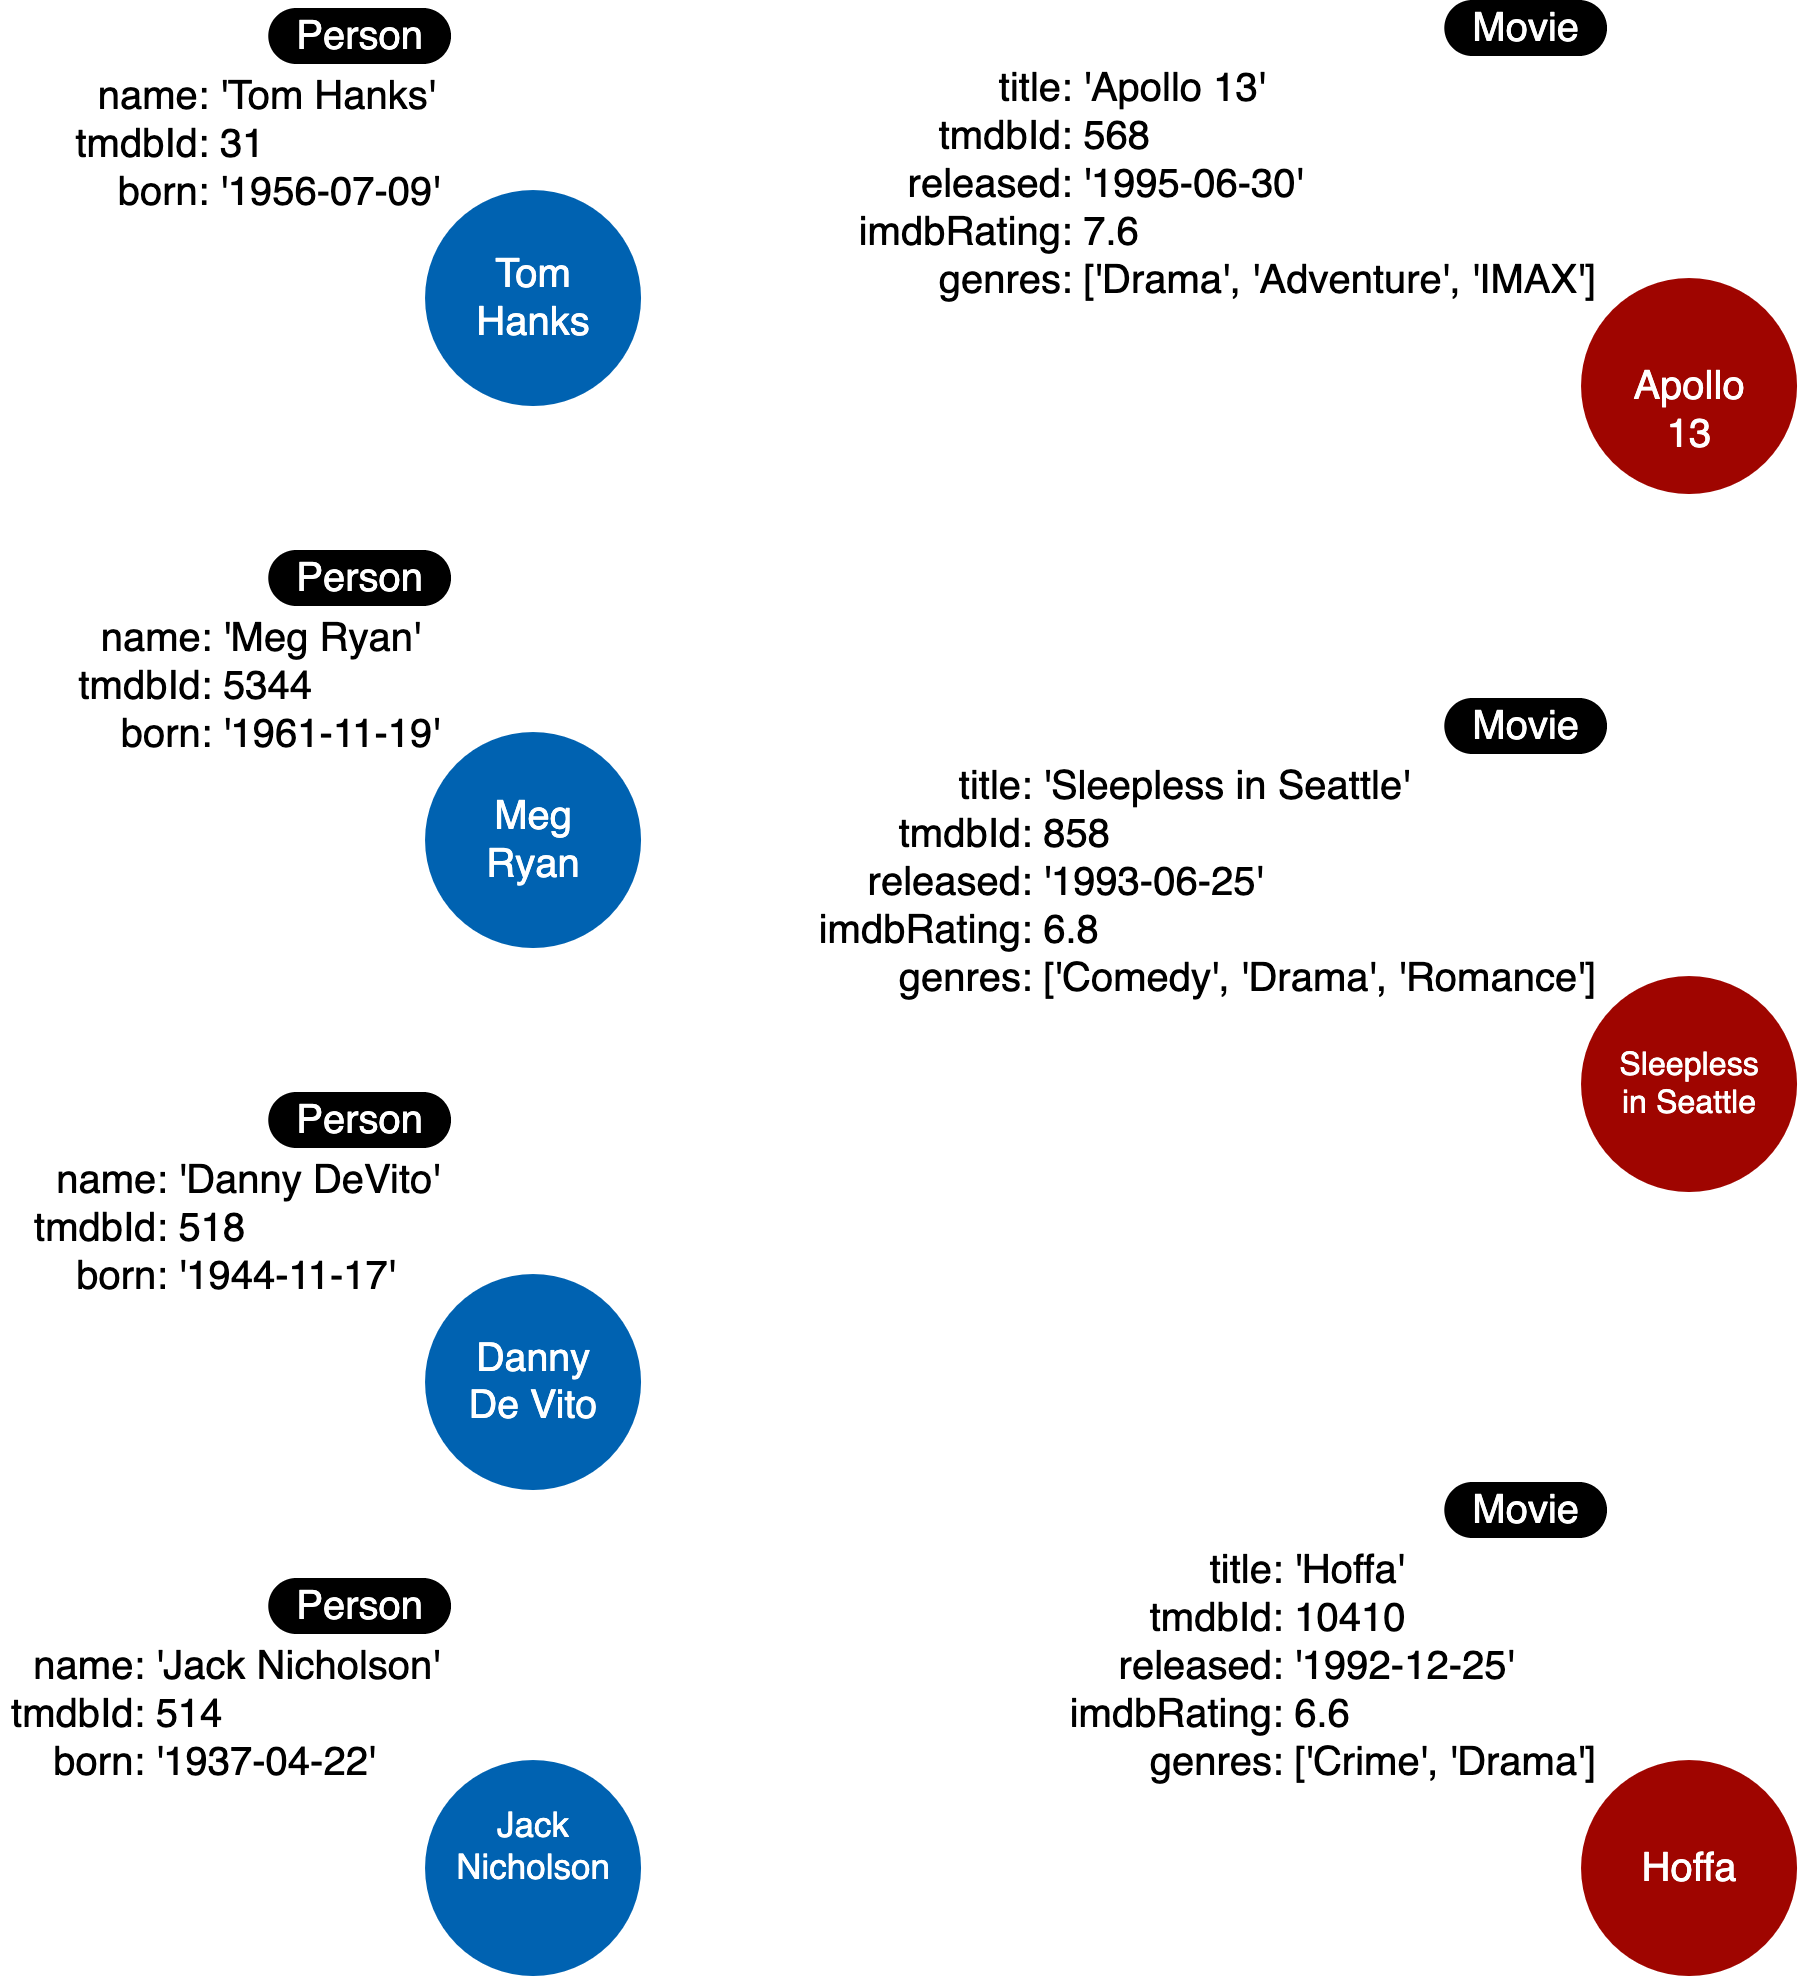 Person
name: 'Tom Hanks'
tmdbId: 31
born: '1956-07-09'
Tom
Hanks
Person
name: 'Meg Ryan'
tmdbId: 5344
born: '1961-11-19'
Meg
Ryan
Person
name: 'Danny DeVito'
tmdbId: 518
born: '1944-11-17'
Danny
De Vito
Person
name: 'Jack Nicholson'
tmdbId: 514
born: '1937-04-22'
Jack
Nicholson
Movie
title: 'Apollo 13'
tmdbId: 568
released: '1995-06-30'
imdbRating: 7.6
genres: ['Drama', 'Adventure', 'IMAX']
Apollo
13
Movie
title: 'Sleepless in Seattle'
tmdbId: 858
released: '1993-06-25'
imdbRating: 6.8
genres: ['Comedy', 'Drama', 'Romance']
Sleepless
in Seattle
Movie
title: 'Hoffa'
tmdbId: 10410
released: '1992-12-25'
imdbRating: 6.6
genres: ['Crime', 'Drama']
Hoffa